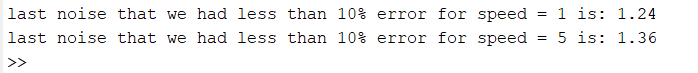 last noise that we had less than 10% error for speed = 1 is: 1.24
last noise that we had less than 10% error for speed = 5 is: 1.36
>>